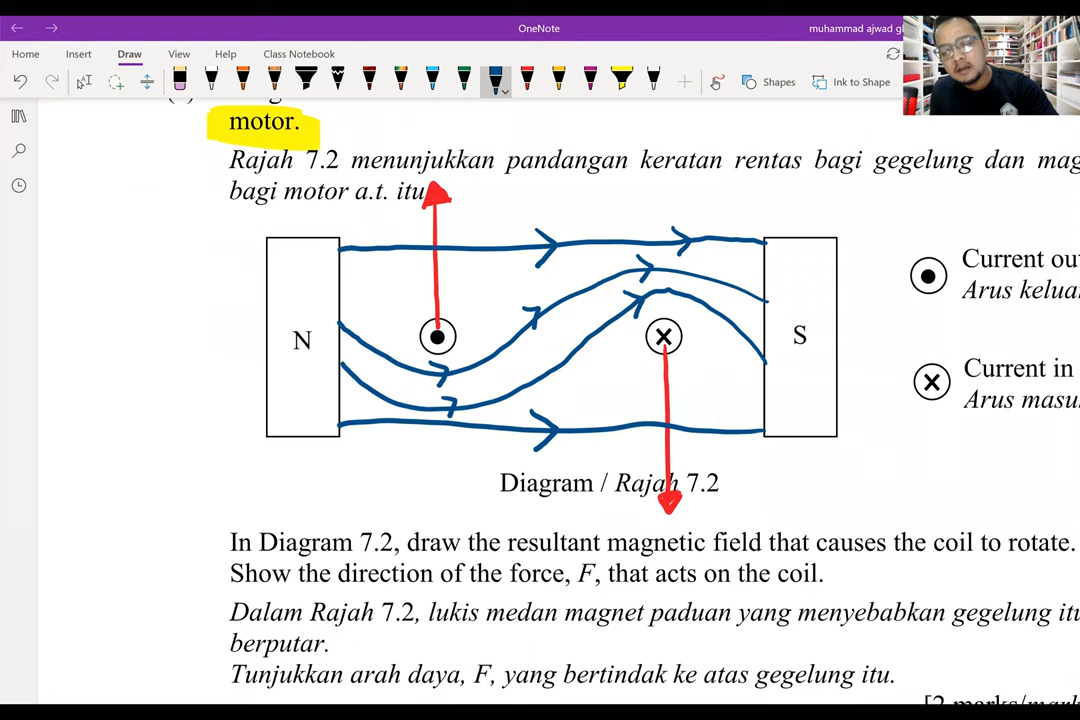 OneNote
muhammad ajwad
Home Insert Draw View Help Class Notebook
Shapes Ink to Shape
motor.
Rajah 7.2 menunjukkan pandangan keratan rentas bagi gegelung dan mag
bagi motor a.t. itu
N
S
Current ou
Arus kelua
Current in
Arus masu
Diagram / Rajah 7.2
In Diagram 7.2, draw the resultant magnetic field that causes the coil to rotate.
Show the direction of the force, F, that acts on the coil.
Dalam Rajah 7.2, lukis medan magnet paduan yang menyebabkan gegelung itu
berputar.
Tunjukkan arah daya, F, yang bertindak ke atas gegelung itu.
[2 marks/mark